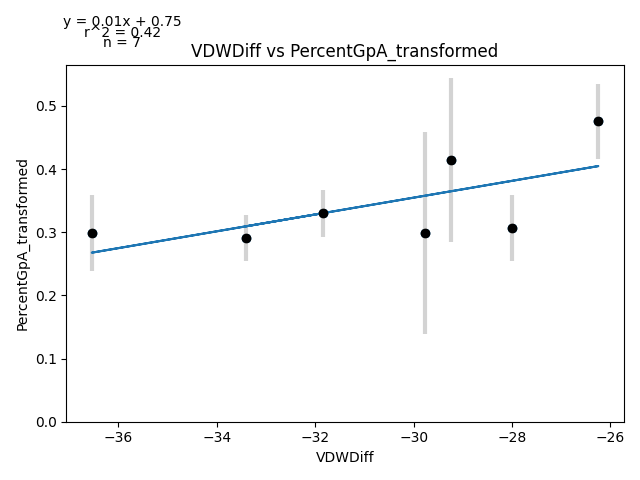 y = 0.01x + 0.75
r^2 = 0.42
n = 7
VDWDiff vs PercentGpA_transformed
PercentGpA_transformed
0.5
0.4
0.3
0.2
0.1
0.0
−36
−34
−32
−30
−28
−26
VDWDiff